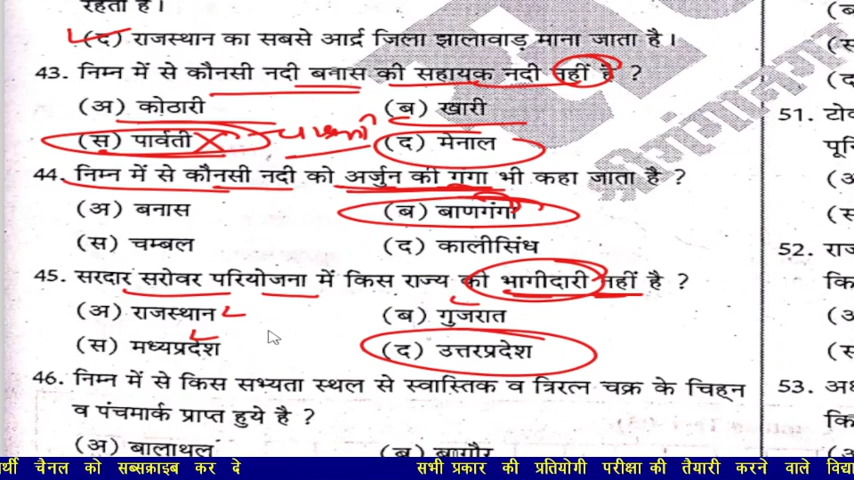 रहता है।
(द) राजस्थान का सबसे आर्द्र जिला झालावाड़ माना जाता है।
43. निम्न में से कौनसी नदी बनास की सहायक नदी नहीं है ?
(अ) कोठारी (ब) खारी
(स) पार्वती (द) मेनाल
44. निम्न में से कौनसी नदी को अर्जुन की गंगा भी कहा जाता है ?
(अ) बनास (ब) बाणगंगा
(स) चम्बल (द) कालीसिंध
45. सरदार सरोवर परियोजना में किस राज्य की भागीदारी नहीं है ?
(अ) राजस्थान (ब) गुजरात
(स) मध्यप्रदेश (द) उत्तरप्रदेश
46. निम्न में से किस सभ्यता स्थल से स्वास्तिक व त्रिरत्न चक्र के चिह्न
व पंचमार्क प्राप्त हुये है ?
(अ) बालाथल (ब) बागौर
(ब
(स
(द
51. टोंव
पूनि
(अ
(स
52. राज
कि
(अ
(स
53. अध
कि
(अ
श्रीगंगानगर
र्थी चैनल को सब्सक्राइब कर दे सभी प्रकार की प्रतियोगी परीक्षा की तैयारी करने वाले विद्या